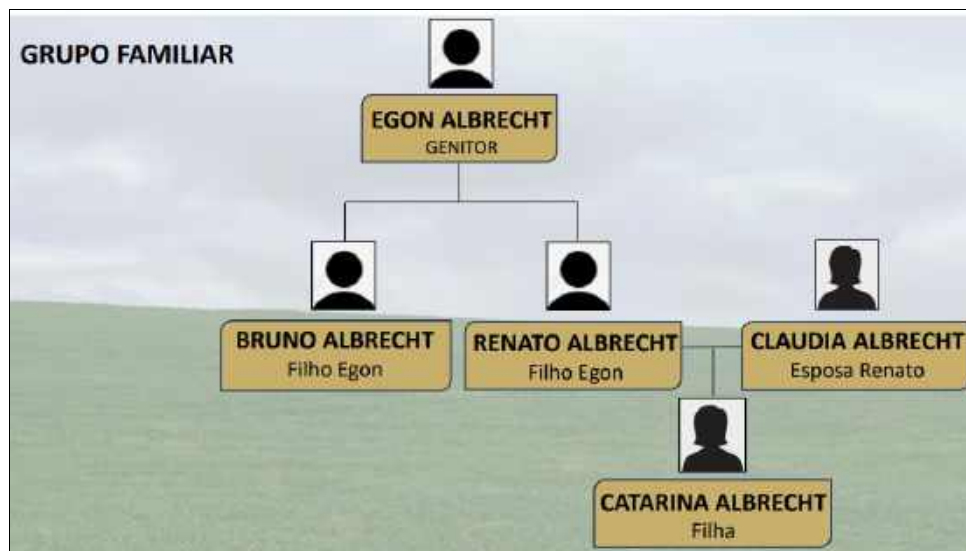 GRUPO FAMILIAR
EGON ALBRECHT
GENITOR
BRUNO ALBRECHT
Filho Egon
RENATO ALBRECHT
Filho Egon
CLAUDIA ALBRECHT
Esposa Renato
CATARINA ALBRECHT
Filha